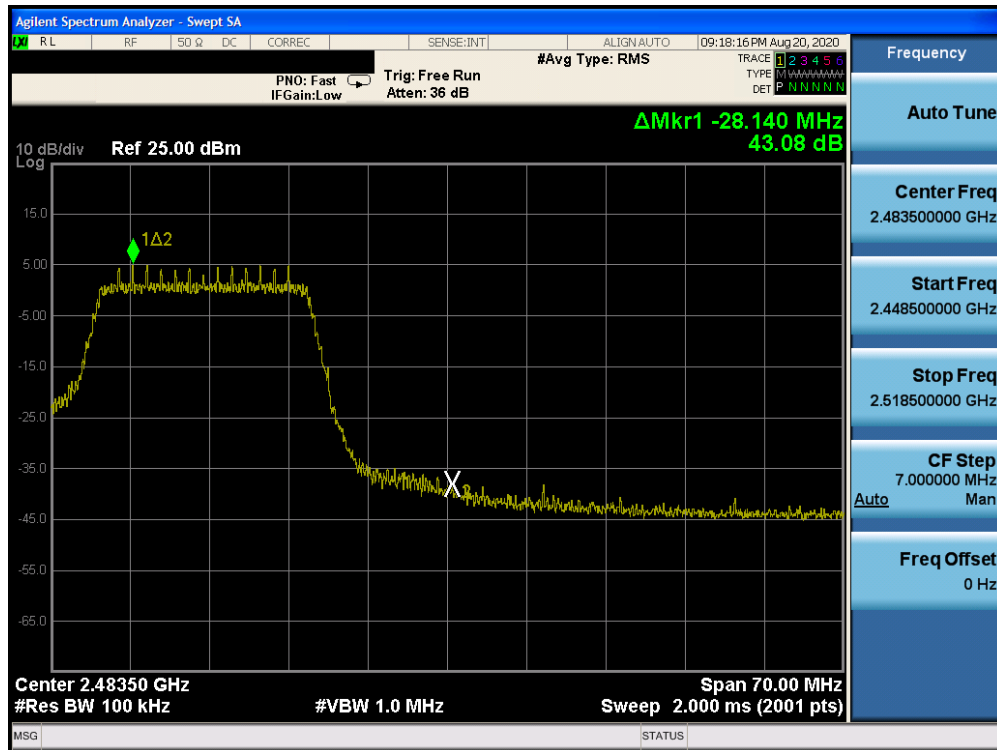 Agilent Spectrum Analyzer - Swept SA
LXI RL RF 50 Ω DC CORREC SENSE:INT ALIGN AUTO 09:18:16 PM Aug 20, 2020
Frequency
PNO: Fast
IFGain:Low
Trig: Free Run
Atten: 36 dB
#Avg Type: RMS
TRACE 1 2 3 4 5 6
TYPE M
DET P N N N N N
Auto Tune
ΔMkr1 -28.140 MHz
43.08 dB
10 dB/div Ref 25.00 dBm
Log
15.0
5.00
-5.00
-15.0
-25.0
-35.0
-45.0
-55.0
-65.0
1Δ2
X2
Center Freq
2.483500000 GHz
Start Freq
2.448500000 GHz
Stop Freq
2.518500000 GHz
CF Step
7.000000 MHz
Auto Man
Freq Offset
0 Hz
Center 2.48350 GHz Span 70.00 MHz
#Res BW 100 kHz #VBW 1.0 MHz Sweep 2.000 ms (2001 pts)
MSG STATUS